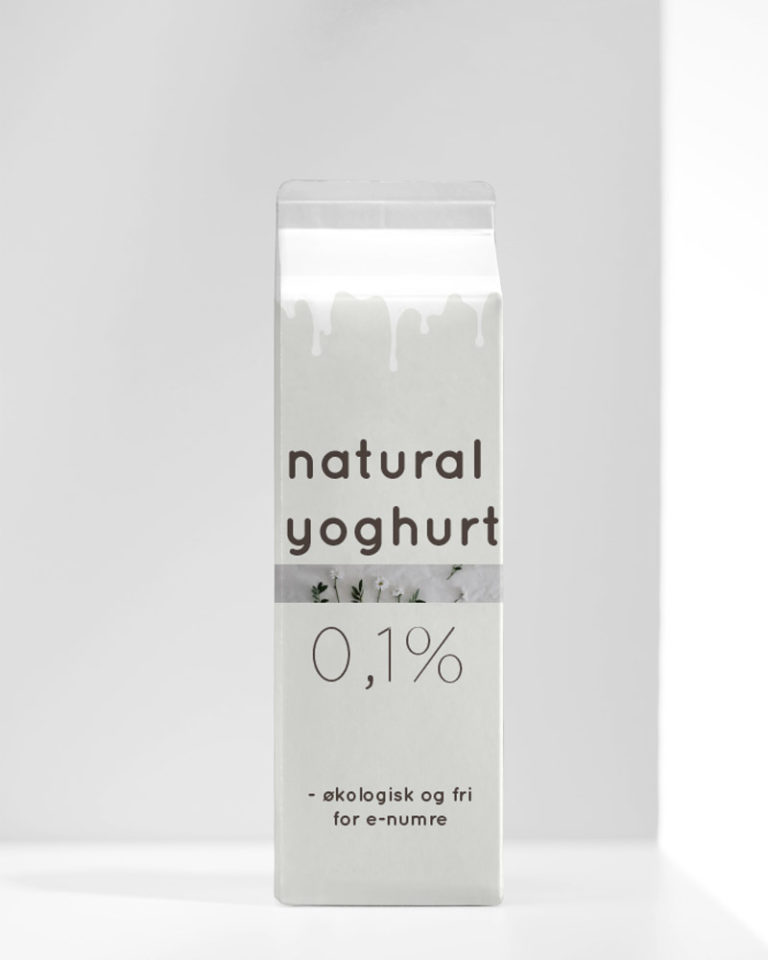 natural
yoghurt
0,1%
- økologisk og fri
for e-numre